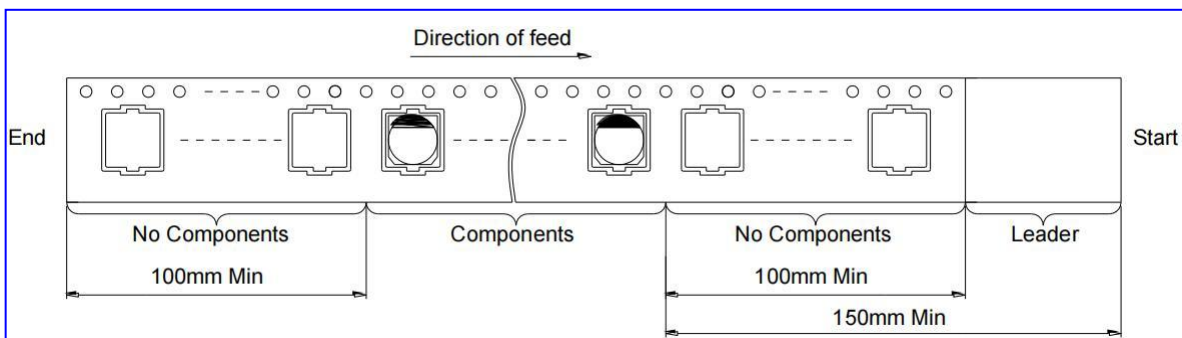 Direction of feed
End
Start
No Components
Components
No Components
Leader
100mm Min
100mm Min
150mm Min